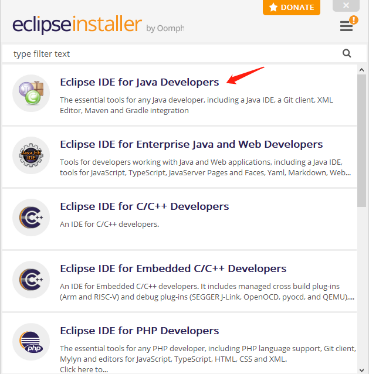 DONATE
eclipseinstaller by Oomph
type filter text
Eclipse IDE for Java Developers
The essential tools for any Java developer, including a Java IDE, a Git client, XML
Editor, Maven and Gradle integration
Eclipse IDE for Enterprise Java and Web Developers
Tools for developers working with Java and Web applications, including a Java IDE,
tools for JavaScript, TypeScript, JavaServer Pages and Faces, Yaml, Markdown, Web...
JAVA EE
IDE
Eclipse IDE for C/C++ Developers
C++
An IDE for C/C++ developers.
Eclipse IDE for Embedded C/C++ Developers
C++
An IDE for Embedded C/C++ developers. It includes managed cross build plug-ins
(Arm and RISC-V) and debug plug-ins (SEGGER J-Link, OpenOCD, pyocd, and QEMU)....
Eclipse IDE for PHP Developers
php
The essential tools for any PHP developer, including PHP language support, Git client,
Mylyn and editors for JavaScript, TypeScript, HTML, CSS and XML.
Click here to...